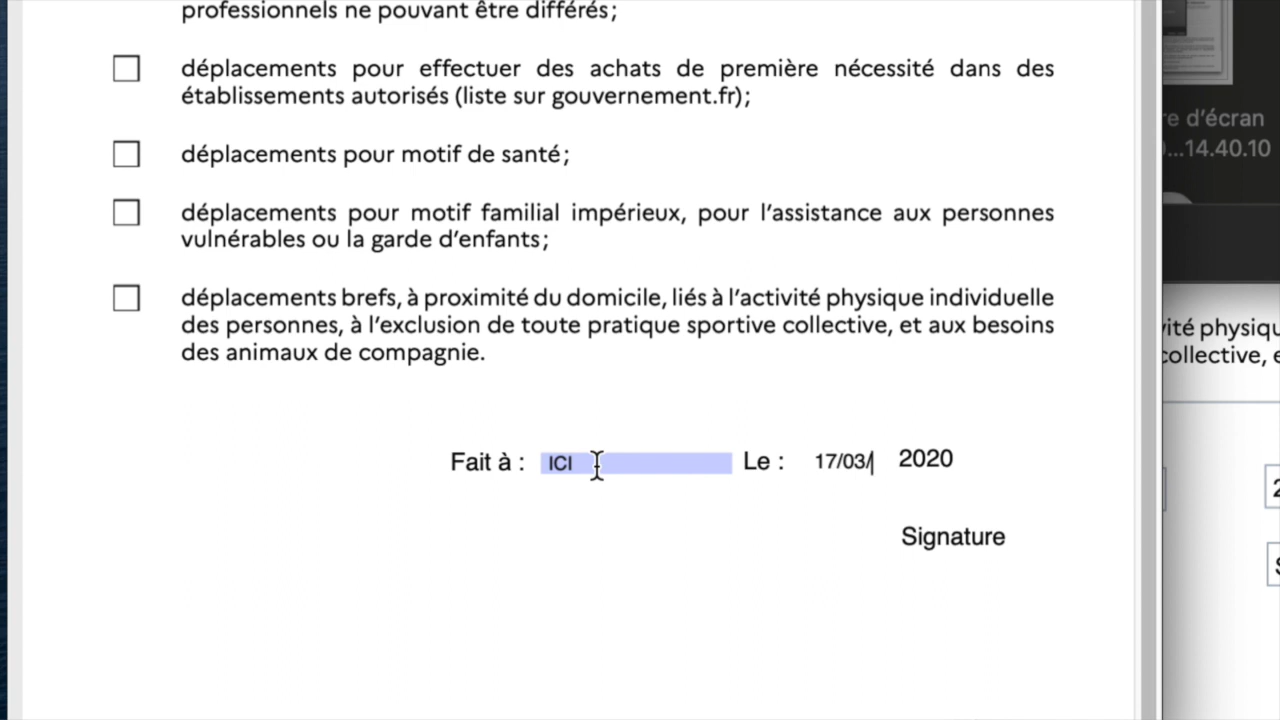 professionnels ne pouvant être différés;
déplacements pour effectuer des achats de première nécessité dans des
établissements autorisés (liste sur gouvernement.fr);
déplacements pour motif de santé;
déplacements pour motif familial impérieux, pour l'assistance aux personnes
vulnérables ou la garde d'enfants;
déplacements brefs, à proximité du domicile, liés à l'activité physique individuelle
des personnes, à l'exclusion de toute pratique sportive collective, et aux besoins
des animaux de compagnie.
Fait à : ICI Le : 17/03/ 2020
Signature
re d'écran
...14.40.10
vité physiqu
collective, e
2